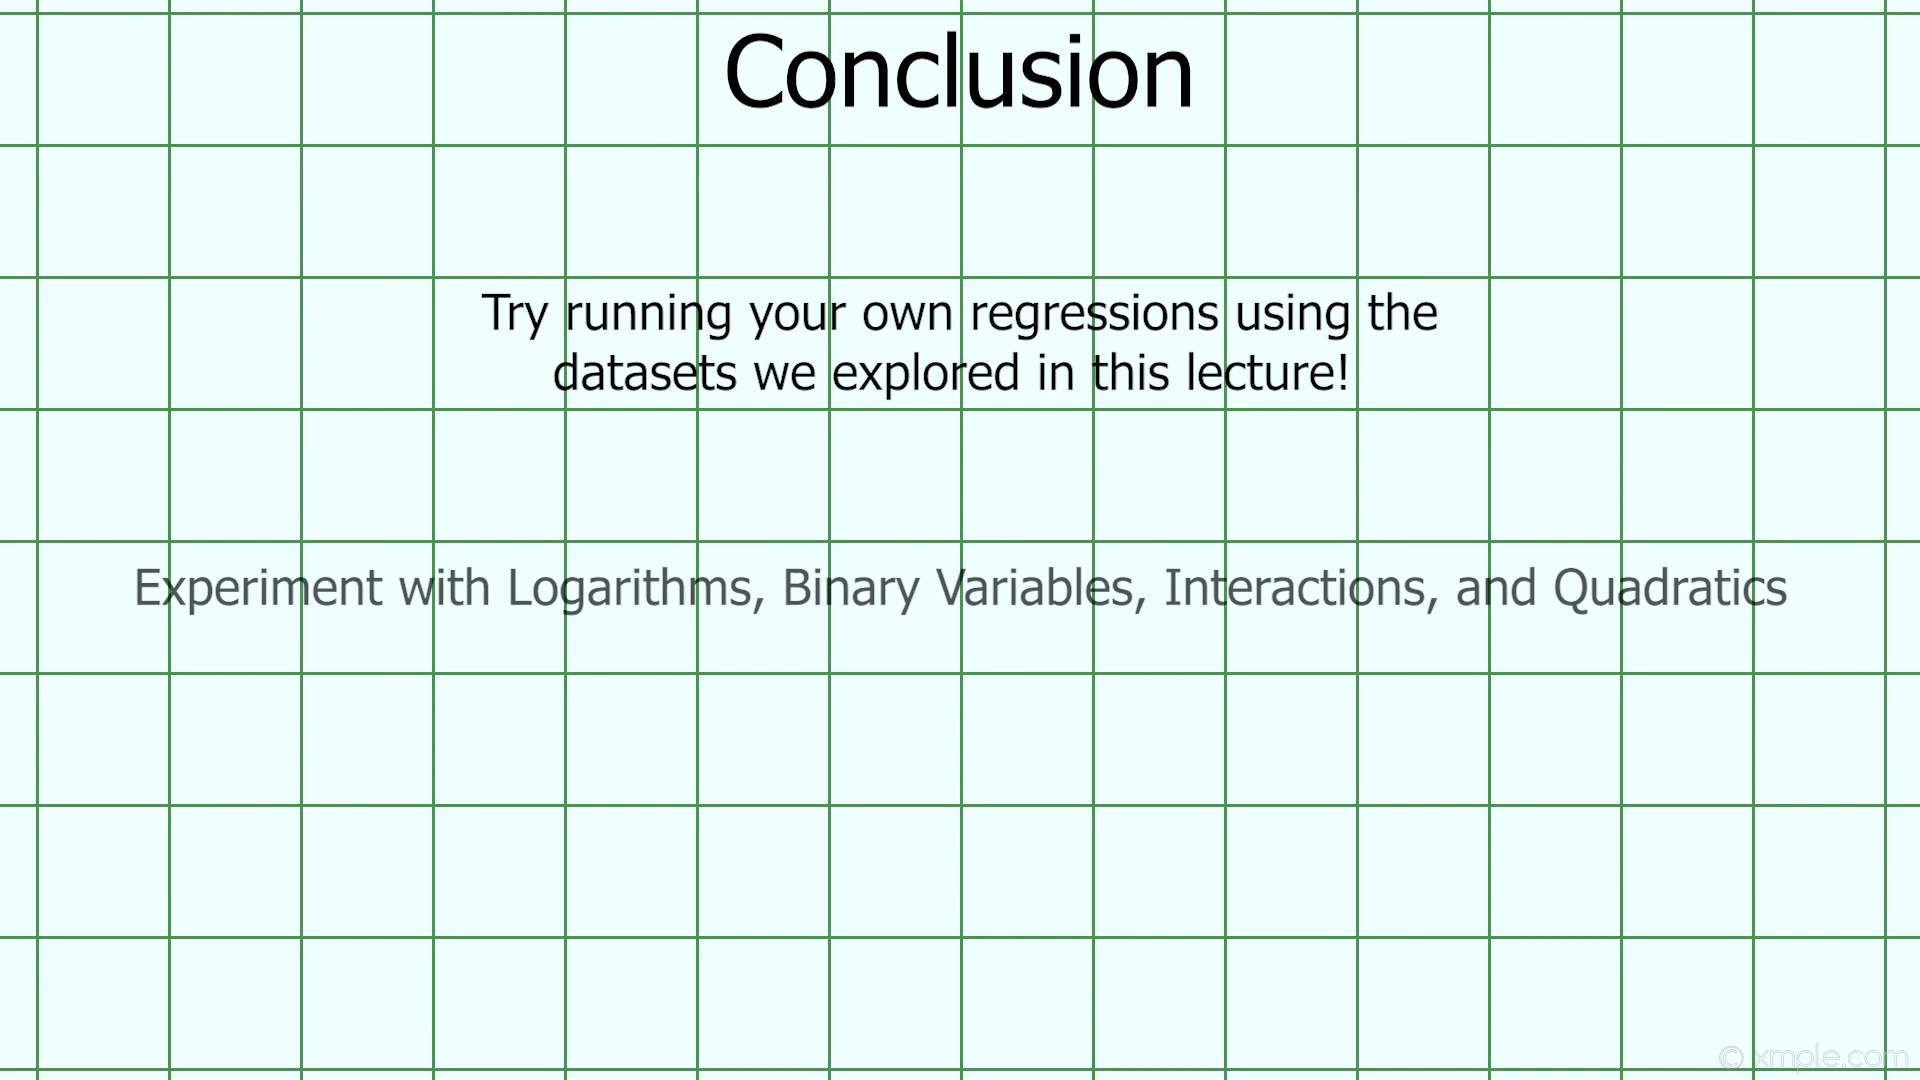 Conclusion
Try running your own regressions using the
datasets we explored in this lecture!
Experiment with Logarithms, Binary Variables, Interactions, and Quadratics
© xmple.com